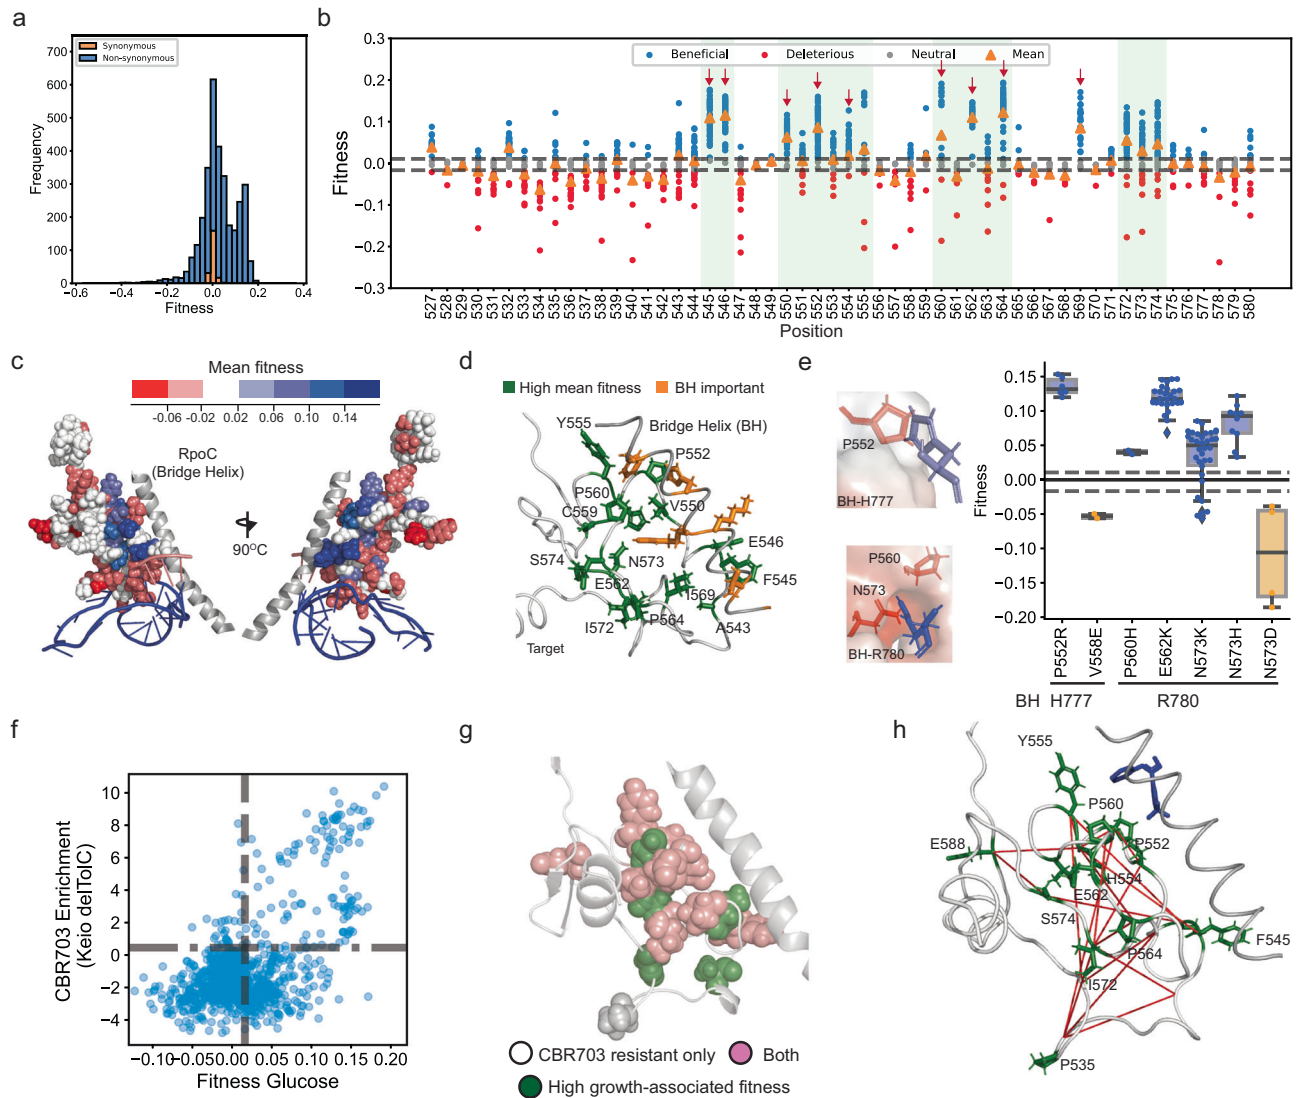 a
Synonymous
Non-synonymous
700
600
500
400
300
200
100
0
Frequency
−0.6
−0.4
−0.2
0.0
0.2
0.4
Fitness
b
Beneficial
Deleterious
Neutral
Mean
0.3
0.2
0.1
0.0
−0.1
−0.2
−0.3
Fitness
527 528 529 530 531 532 533 534 535 536 537 538 539 540 541 542 543 544 545 546 547 548 549 550 551 552 553 554 555 556 557 558 559 560 561 562 563 564 565 566 567 568 569 570 571 572 573 574 575 576 577 578 579 580
Position
c
Mean fitness
-0.06 -0.02 0.02 0.06 0.10 0.14
RpoC
(Bridge Helix)
90°C
d
High mean fitness
BH important
Y555
Bridge Helix (BH)
P552
P560
C559
V550
S574
N573
E546
E562
F545
I569
I572
P564
A543
Target
e
P552
BH-H777
P560
N573
BH-R780
0.15
0.10
0.05
0.00
−0.05
−0.10
−0.15
−0.20
Fitness
P552R
V558E
P560H
E562K
N573K
N573H
N573D
BH H777
R780
f
10
8
6
4
2
0
−2
−4
CBR703 Enrichment
(Keio delTolC)
−0.10
−0.05
0.00
0.05
0.10
0.15
0.20
Fitness Glucose
g
CBR703 resistant only
Both
High growth-associated fitness
h
Y555
P560
E588
P552
H554
E562
S574
F545
P564
I572
P535